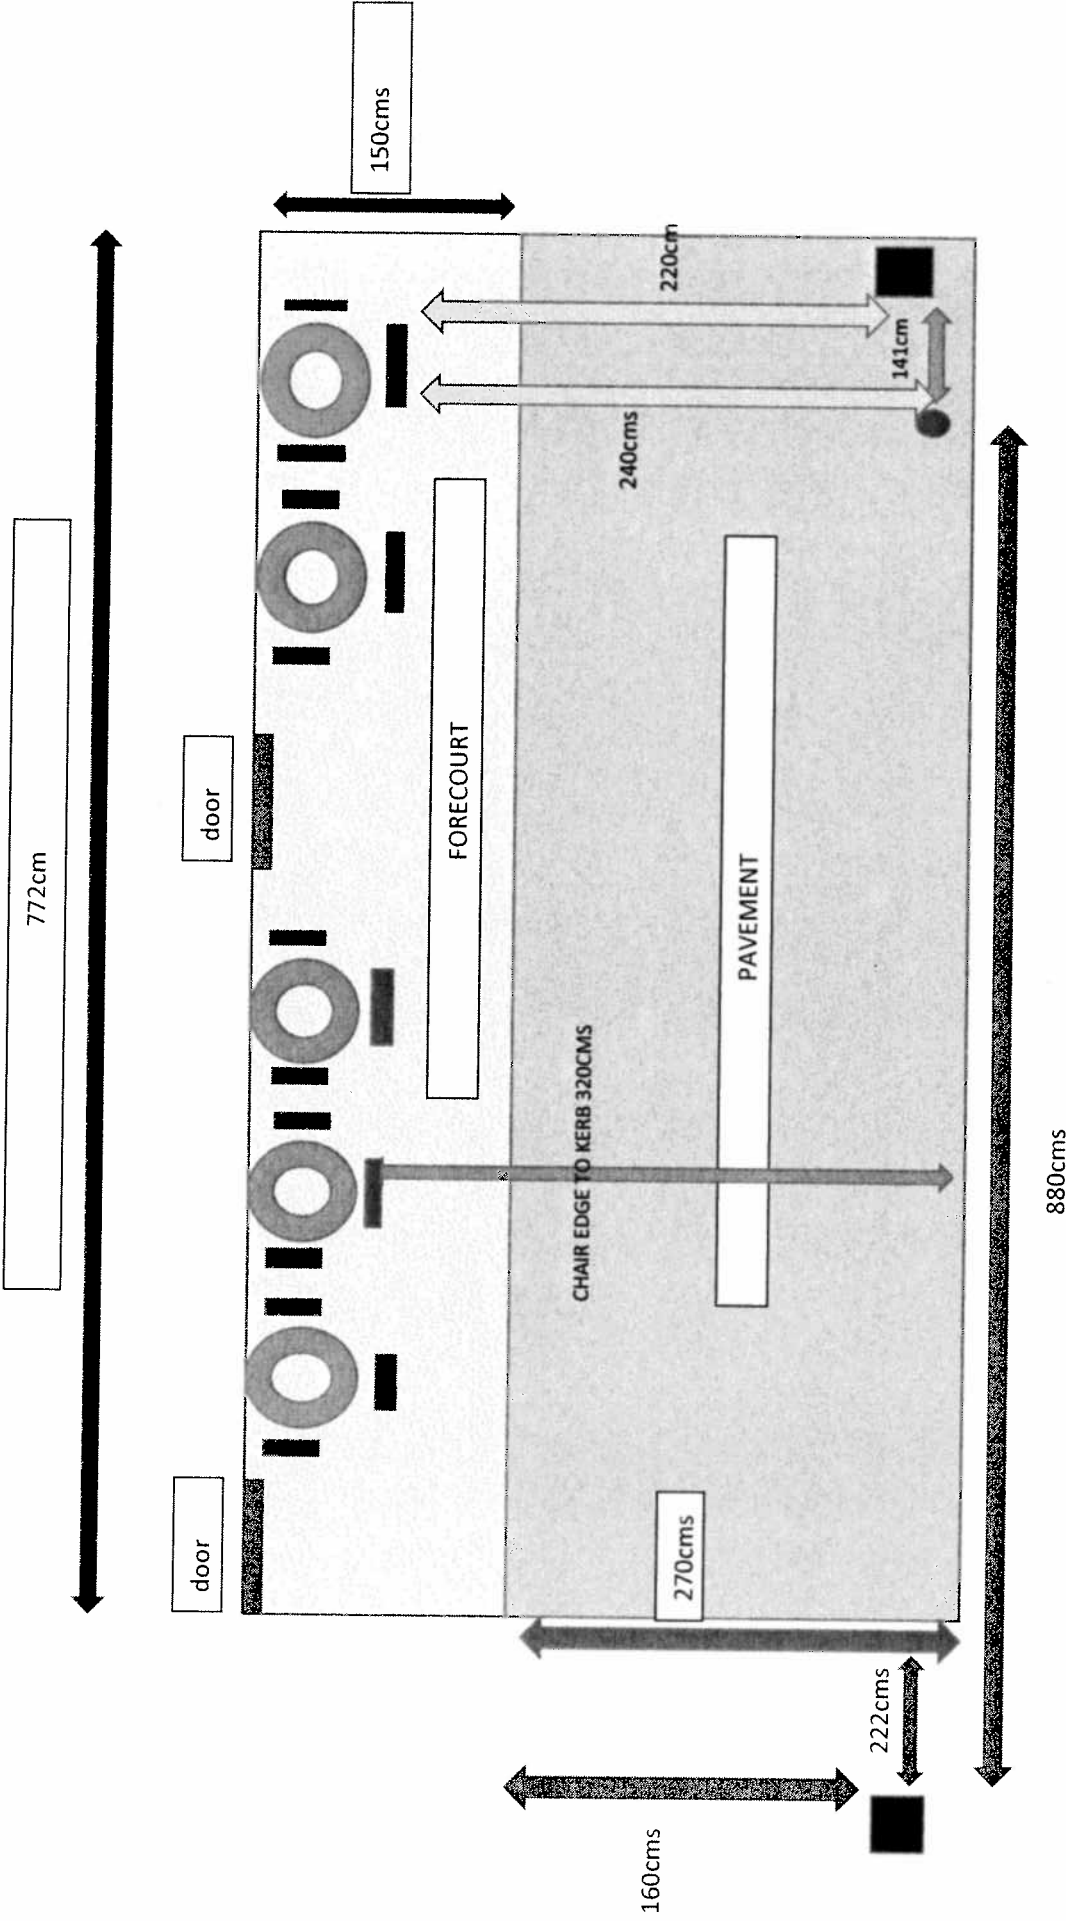 772cm
door
door
150cms
FORECOURT
CHAIR EDGE TO KERB 320CMS
240cms
220cm
270cms
PAVEMENT
141cm
160cms
222cms
880cms